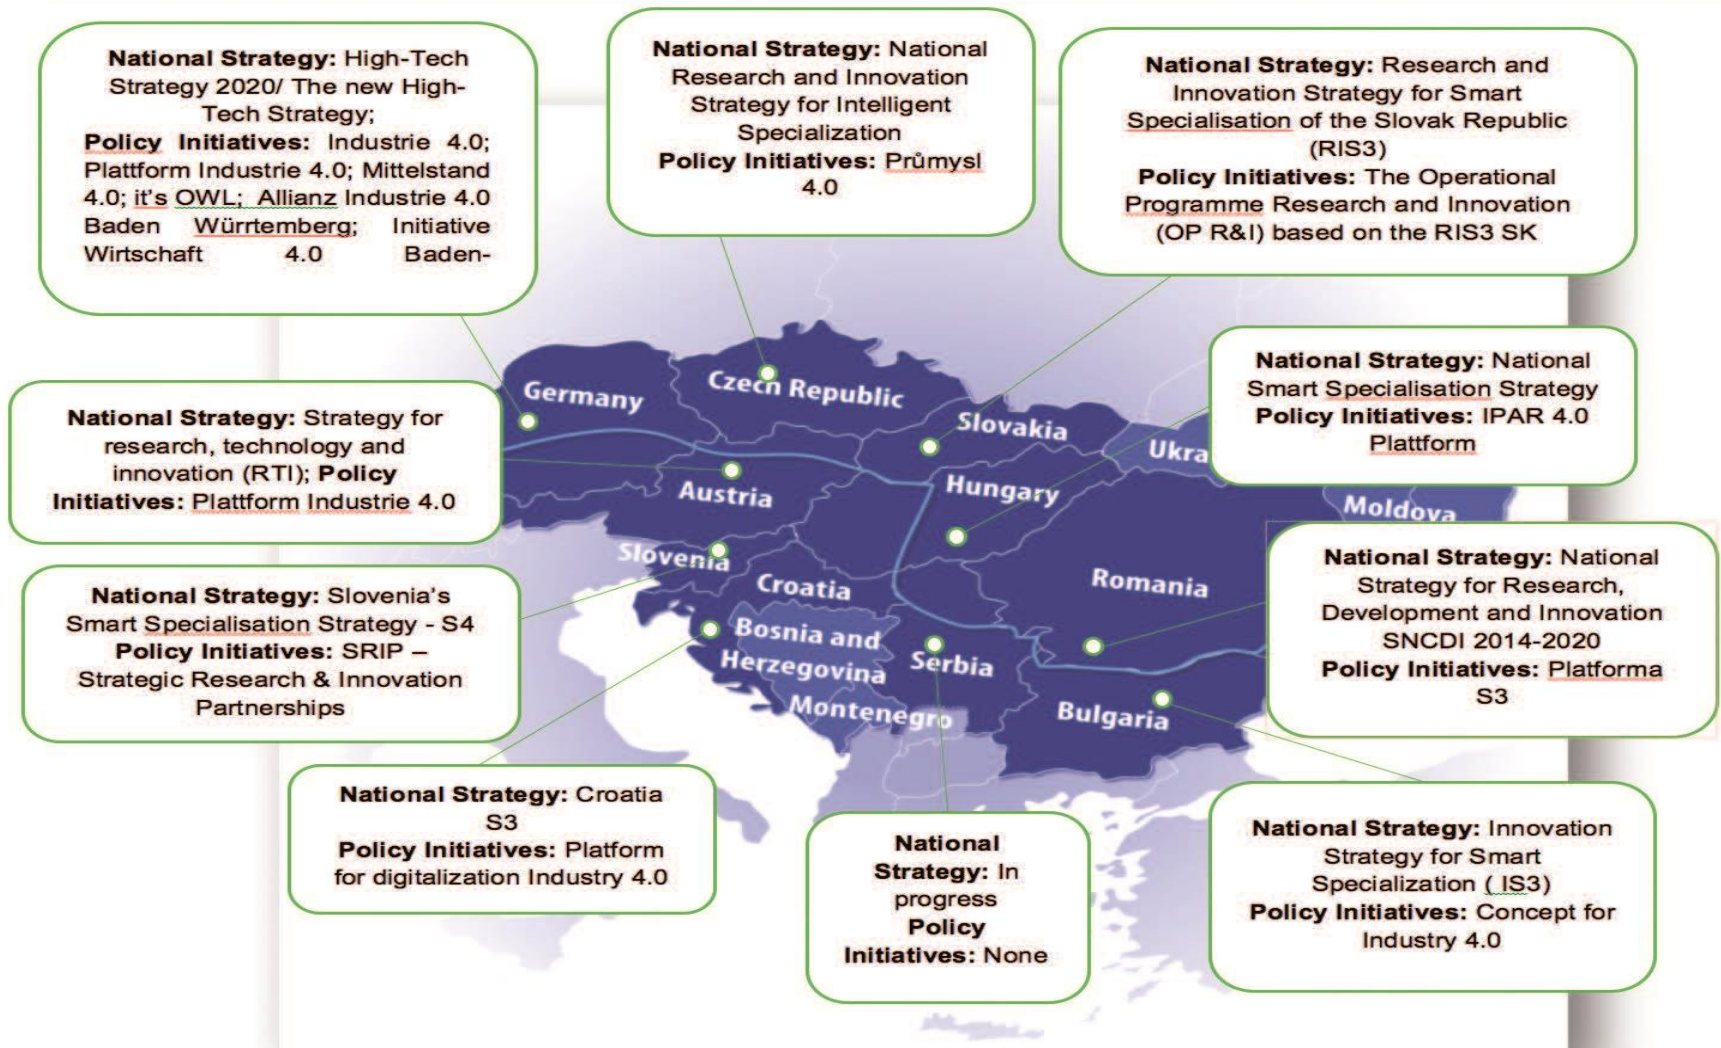 National Strategy: High-Tech
Strategy 2020/ The new High-
Tech Strategy;
Policy Initiatives: Industrie 4.0;
Plattform Industrie 4.0; Mittelstand
4.0; it's OWL; Allianz Industrie 4.0
Baden Würrtemberg; Initiative
Wirtschaft 4.0 Baden-
National Strategy: National
Research and Innovation
Strategy for Intelligent
Specialization
Policy Initiatives: Průmysl
4.0
National Strategy: Research and
Innovation Strategy for Smart
Specialisation of the Slovak Republic
(RIS3)
Policy Initiatives: The Operational
Programme Research and Innovation
(OP R&I) based on the RIS3 SK
National Strategy: National
Smart Specialisation Strategy
Policy Initiatives: IPAR 4.0
Plattform
National Strategy: Strategy for
research, technology and
innovation (RTI); Policy
Initiatives: Plattform Industrie 4.0
Germany
Czech Republic
Slovakia
Ukra
Austria
Hungary
Moldova
Slovenia
Croatia
Romania
Bosnia and
Herzegovina
Serbia
Montenegro
Bulgaria
National Strategy: National
Strategy for Research,
Development and Innovation
SNCDI 2014-2020
Policy Initiatives: Platforma
S3
National Strategy: Slovenia's
Smart Specialisation Strategy - S4
Policy Initiatives: SRIP –
Strategic Research & Innovation
Partnerships
National Strategy: Croatia
S3
Policy Initiatives: Platform
for digitalization Industry 4.0
National
Strategy: In
progress
Policy
Initiatives: None
National Strategy: Innovation
Strategy for Smart
Specialization ( IS3)
Policy Initiatives: Concept for
Industry 4.0